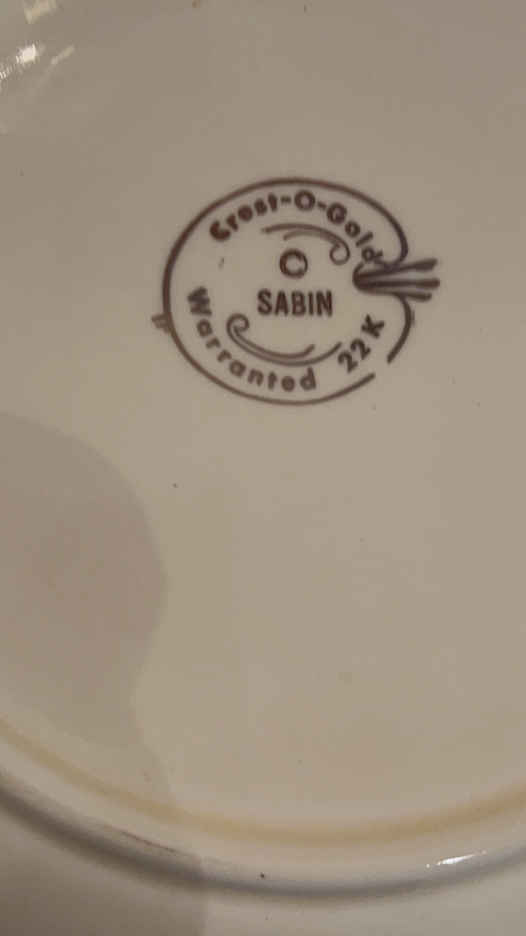 Crest-O-Gold
©
SABIN
Warranted 22K